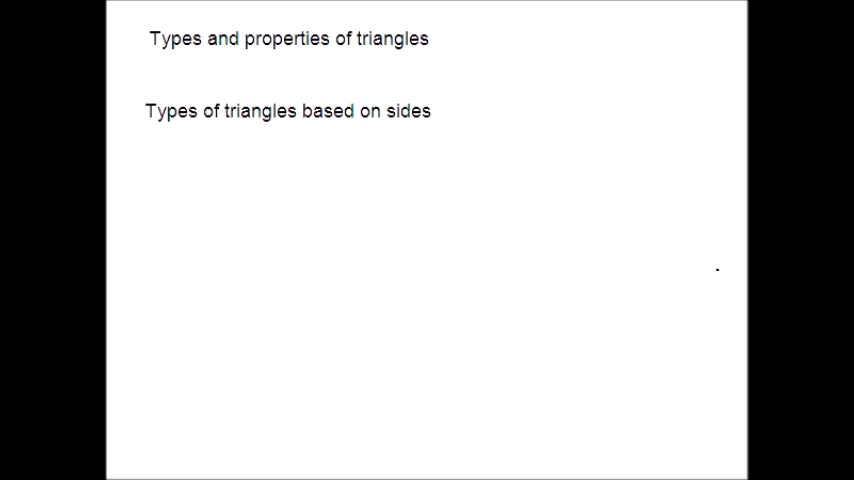 Types and properties of triangles
Types of triangles based on sides